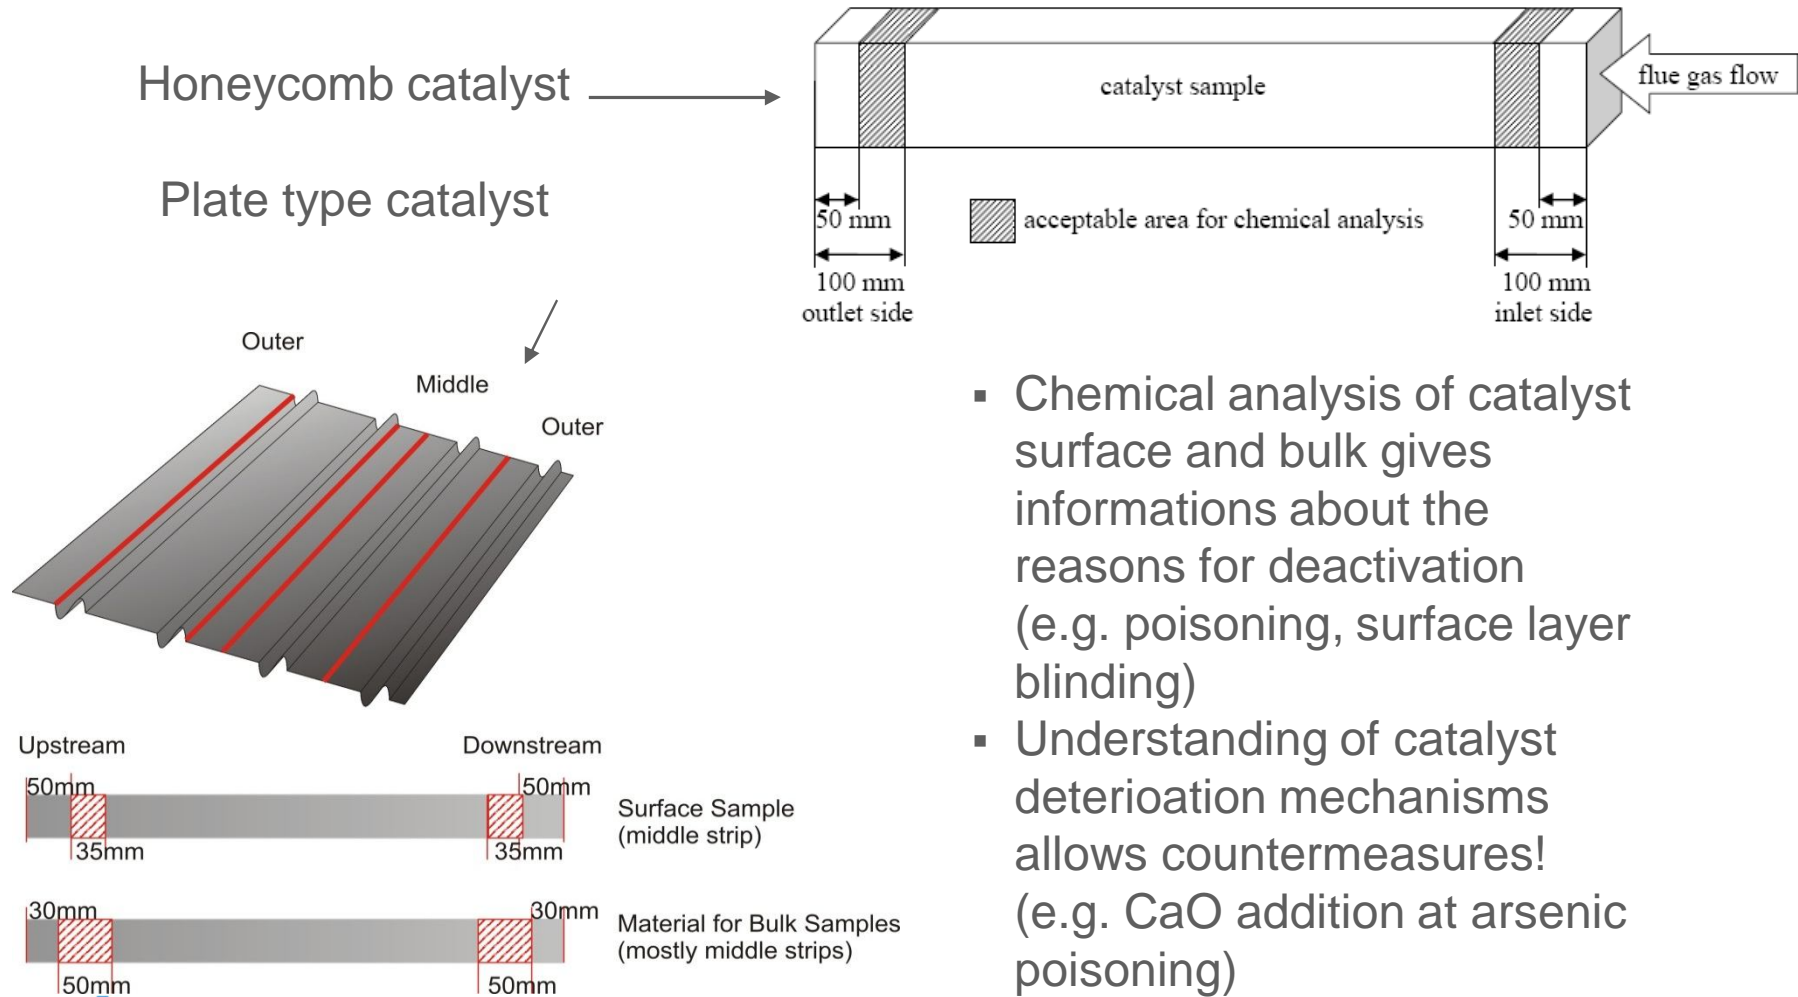 Honeycomb catalyst
Plate type catalyst
catalyst sample
flue gas flow
50 mm
acceptable area for chemical analysis
50 mm
100 mm
outlet side
100 mm
inlet side
Outer
Middle
Outer
Upstream
Downstream
50mm
50mm
35mm
35mm
Surface Sample
(middle strip)
30mm
30mm
50mm
50mm
Material for Bulk Samples
(mostly middle strips)
▪ Chemical analysis of catalyst
surface and bulk gives
informations about the
reasons for deactivation
(e.g. poisoning, surface layer
blinding)
▪ Understanding of catalyst
deterioation mechanisms
allows countermeasures!
(e.g. CaO addition at arsenic
poisoning)